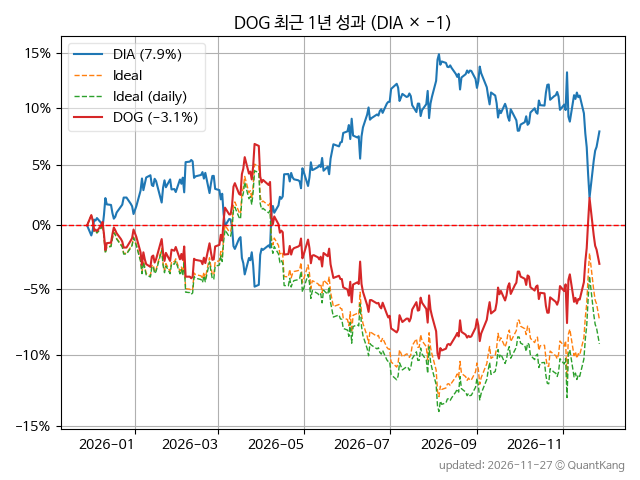 DOG 최근 1년 성과 (DIA × −1)
DIA (7.9%)
Ideal
Ideal (daily)
DOG (−3.1%)
15%
10%
5%
0%
−5%
−10%
−15%
2026-01
2026-03
2026-05
2026-07
2026-09
2026-11
updated: 2026-11-27 © QuantKang